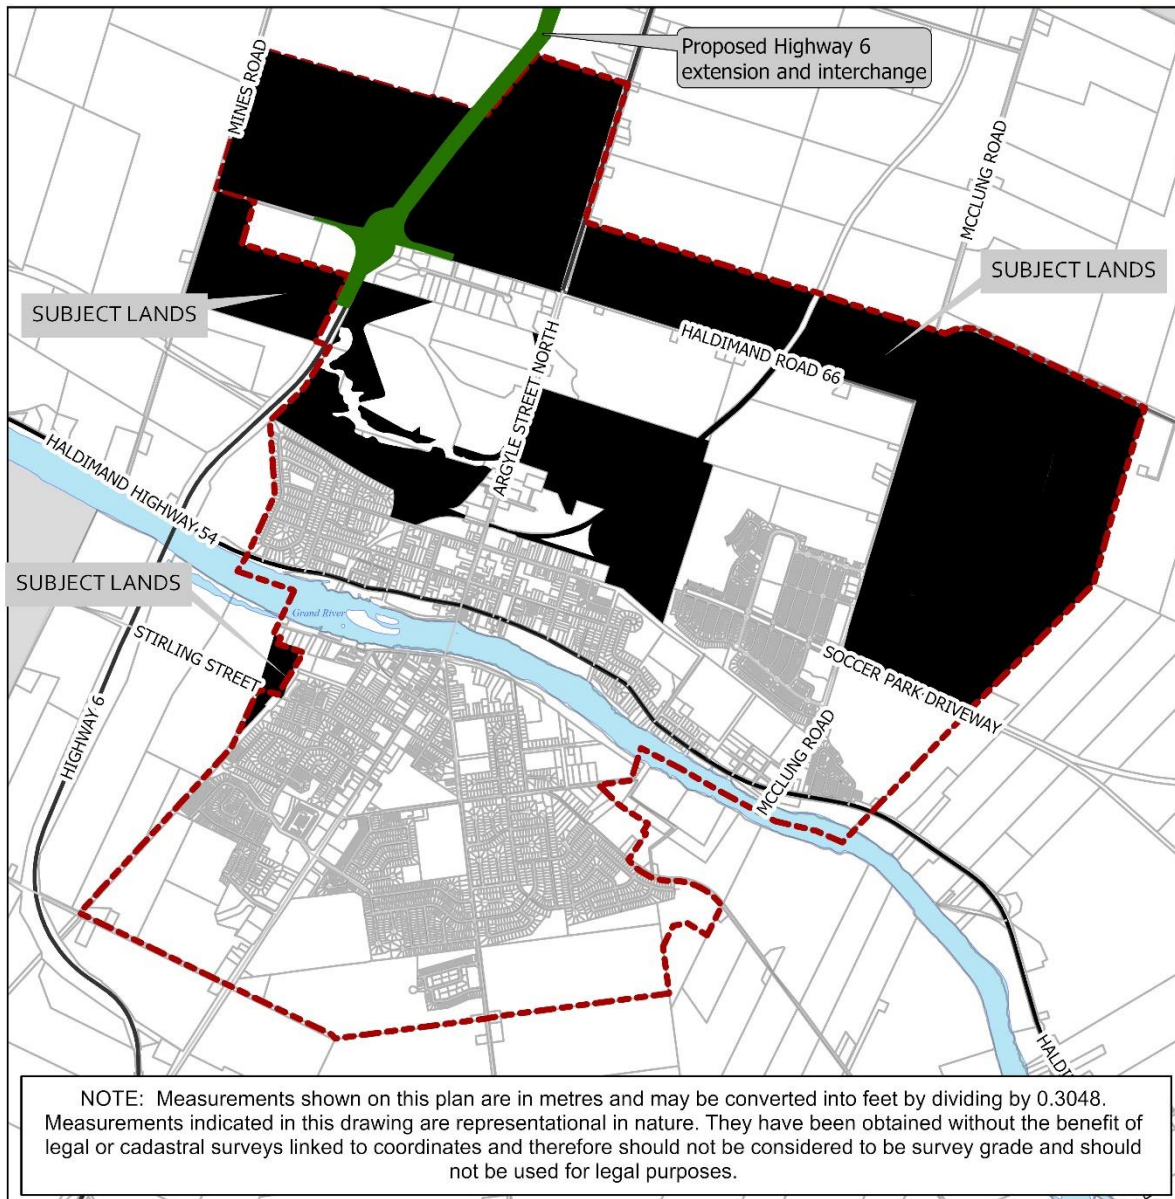 Proposed Highway 6
extension and interchange
MINES ROAD
MCCLUNG ROAD
SUBJECT LANDS
SUBJECT LANDS
HALDIMAND ROAD 66
ARGYLE STREET NORTH
HALDIMAND HIGHWAY 54
SUBJECT LANDS
Grand River
STIRLING STREET
SOCCER PARK DRIVEWAY
HIGHWAY 6
MCCLUNG ROAD
NOTE: Measurements shown on this plan are in metres and may be converted into feet by dividing by 0.3048.
Measurements indicated in this drawing are representational in nature. They have been obtained without the benefit of
legal or cadastral surveys linked to coordinates and therefore should not be considered to be survey grade and should
not be used for legal purposes.